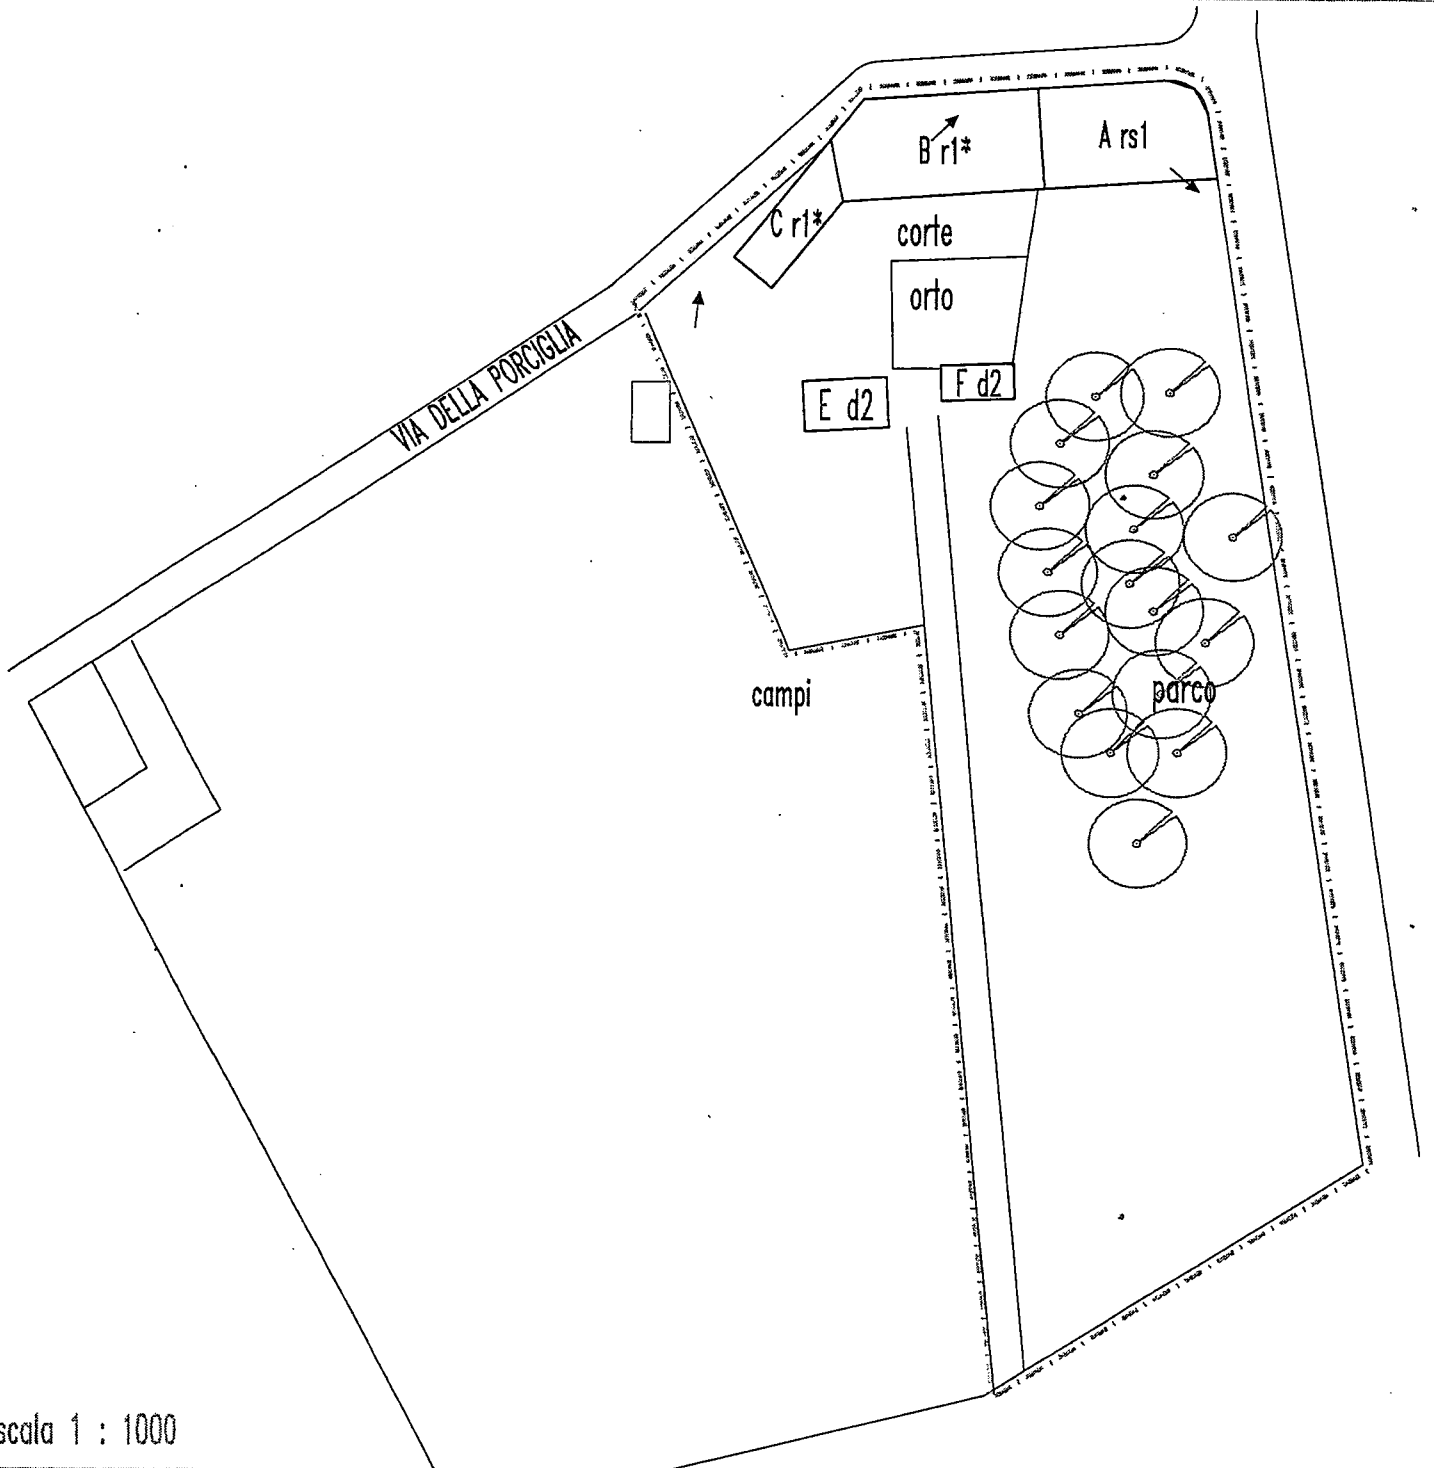 A rs1
B r1*
C r1*
corte
orto
VIA DELLA PORCIGLIA
E d2
F d2
campi
parco
scala 1 : 1000